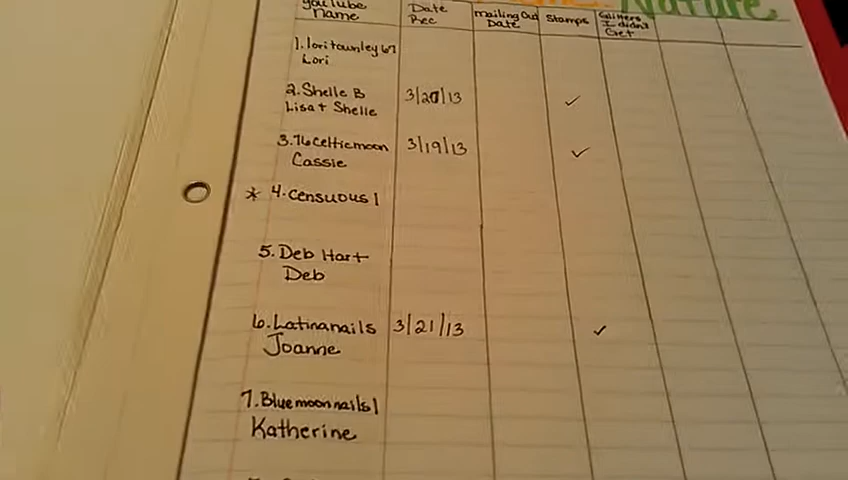 Nature
YouTube
Name
Date
Rec
Mailing Out
Date
Stamps
Glitters
I didn't
Get
1. loritownley67
Lori
2. Shelle B
Lisa + Shelle
3/20/13
✓
3. 76celticmoon
Cassie
3/19/13
✓
* 4. Censuous1
5. Deb Hart
Deb
6. Latinanails
Joanne
3/21/13
✓
7. Bluemoonnails1
Katherine